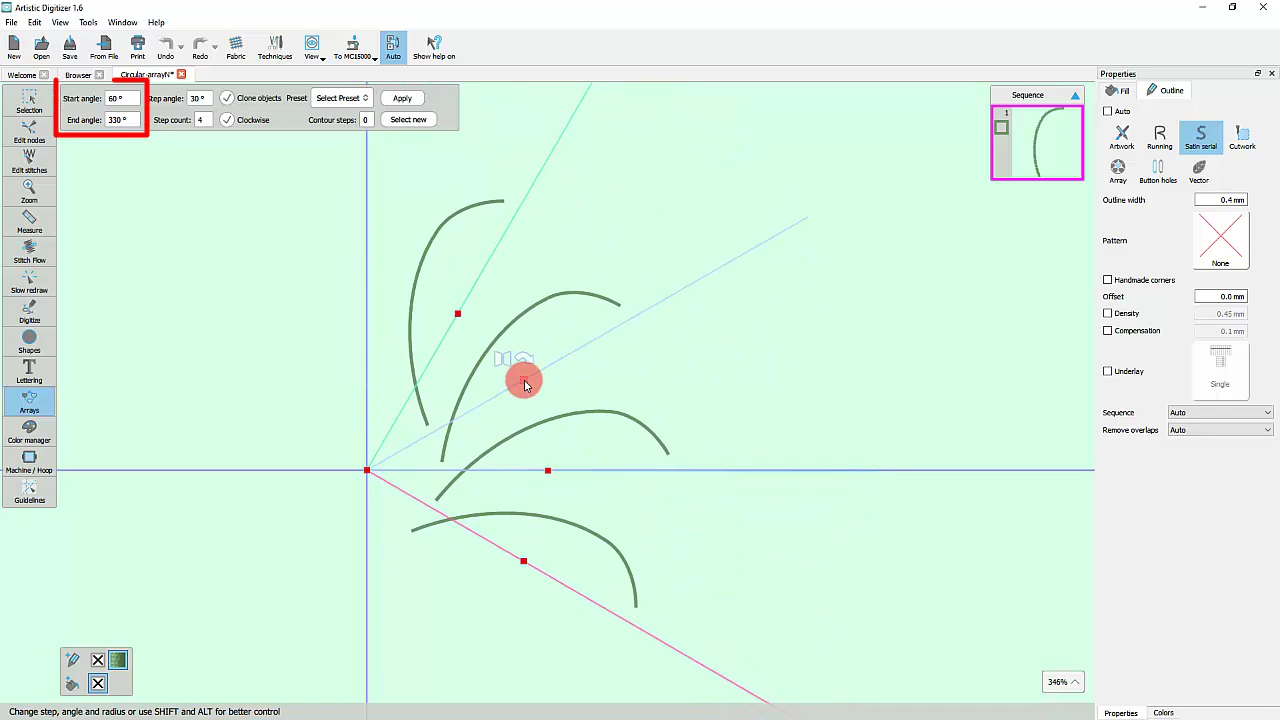 Artistic Digitizer 1.6
File Edit View Tools Window Help
New Open Save From File Print Undo Redo Fabric Techniques View To MC15000 Auto Show help on
Welcome Browser Circular-arrayN*
Start angle: 60 ° Step angle: 30 ° Clone objects Preset Select Preset Apply
End angle: 330 ° Step count: 4 Clockwise Contour steps: 0 Select new
Selection
Edit nodes
Edit stitches
Zoom
Measure
Stitch Flow
Slow redraw
Digitize
Shapes
Lettering
Arrays
Color manager
Machine / Hoop
Guidelines
Sequence
1
346%
Properties
Fill Outline
Auto
Artwork Running Satin serial Cutwork
Array Button holes Vector
Outline width 0.4 mm
Pattern
None
Handmade corners
Offset 0.0 mm
Density 0.45 mm
Compensation 0.1 mm
Underlay
Single
Sequence Auto
Remove overlaps Auto
Change step, angle and radius or use SHIFT and ALT for better control
Properties Colors